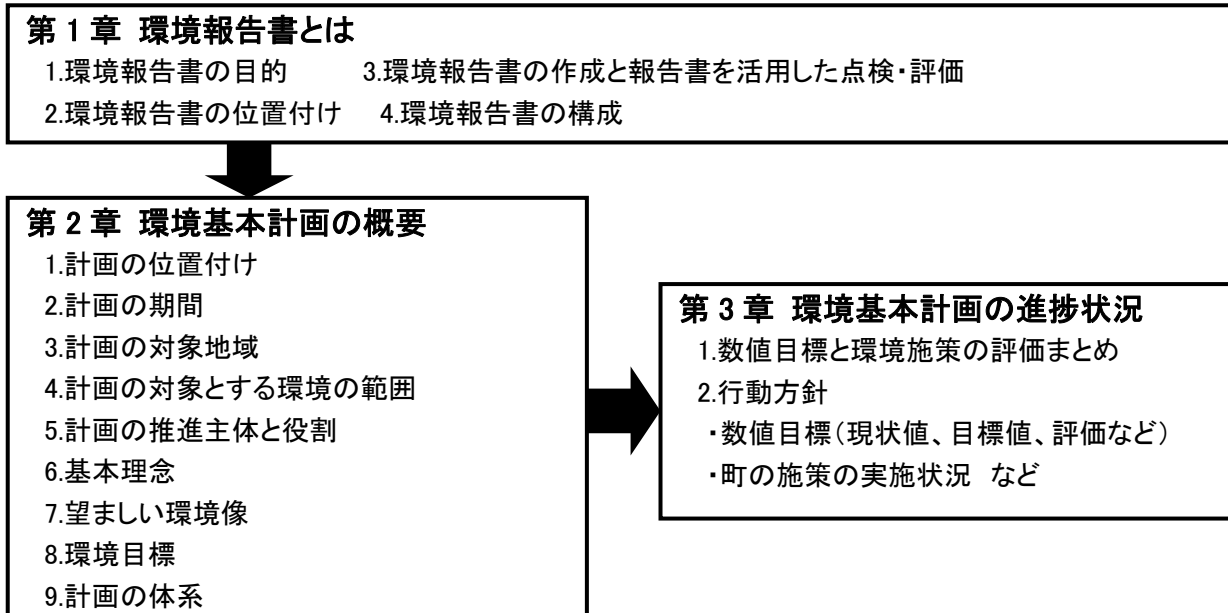 第1章 環境報告書とは
1.環境報告書の目的 3.環境報告書の作成と報告書を活用した点検・評価
2.環境報告書の位置付け 4.環境報告書の構成
第2章 環境基本計画の概要
1.計画の位置付け
2.計画の期間
3.計画の対象地域
4.計画の対象とする環境の範囲
5.計画の推進主体と役割
6.基本理念
7.望ましい環境像
8.環境目標
9.計画の体系
第3章 環境基本計画の進捗状況
1.数値目標と環境施策の評価まとめ
2.行動方針
・数値目標(現状値、目標値、評価など)
・町の施策の実施状況 など